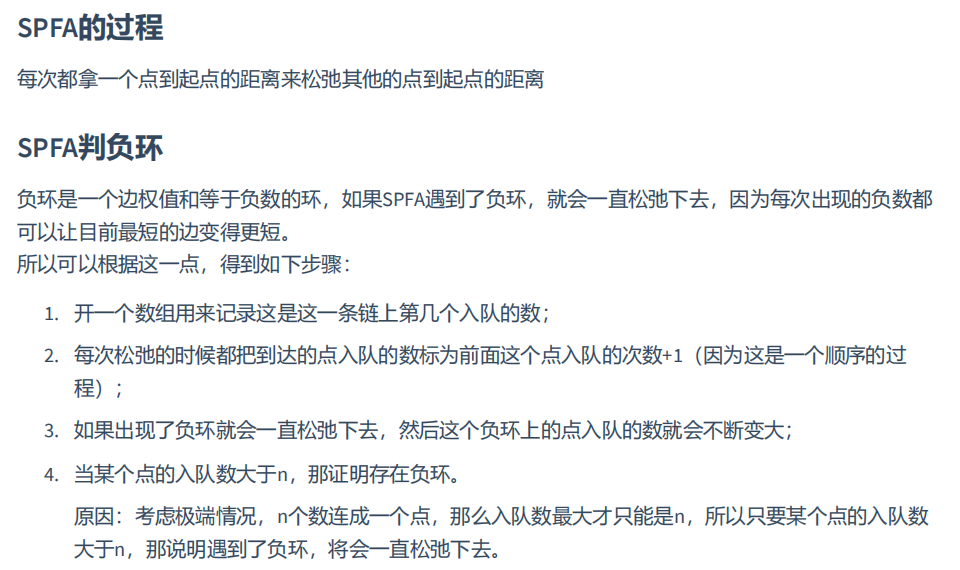 SPFA的过程
每次都拿一个点到起点的距离来松弛其他的点到起点的距离
SPFA判负环
负环是一个边权值和等于负数的环，如果SPFA遇到了负环，就会一直松弛下去，因为每次出现的负数都
可以让目前最短的边变得更短。
所以可以根据这一点，得到如下步骤：
1. 开一个数组用来记录这是这一条链上第几个入队的数；
2. 每次松弛的时候都把到达的点入队的数标为前面这个点入队的次数+1（因为这是一个顺序的过
程）；
3. 如果出现了负环就会一直松弛下去，然后这个负环上的点入队的数就会不断变大；
4. 当某个点的入队数大于n，那证明存在负环。
原因：考虑极端情况，n个数连成一个点，那么入队数最大才只能是n，所以只要某个点的入队数
大于n，那说明遇到了负环，将会一直松弛下去。